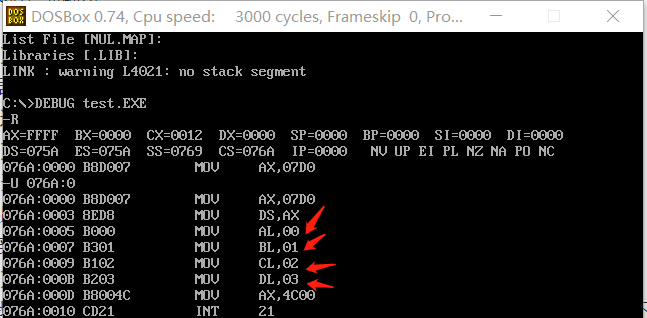 DOSBox 0.74, Cpu speed: 3000 cycles, Frameskip 0, Pro...
List File [NUL.MAP]:
Libraries [.LIB]:
LINK : warning L4021: no stack segment
C:\>DEBUG test.EXE
-R
AX=FFFF BX=0000 CX=0012 DX=0000 SP=0000 BP=0000 SI=0000 DI=0000
DS=075A ES=075A SS=0769 CS=076A IP=0000 NV UP EI PL NZ NA PO NC
076A:0000 B8D007 MOV AX,07D0
-U 076A:0
076A:0000 B8D007 MOV AX,07D0
076A:0003 8ED8 MOV DS,AX
076A:0005 B000 MOV AL,00
076A:0007 B301 MOV BL,01
076A:0009 B102 MOV CL,02
076A:000B B203 MOV DL,03
076A:000D B8004C MOV AX,4C00
076A:0010 CD21 INT 21